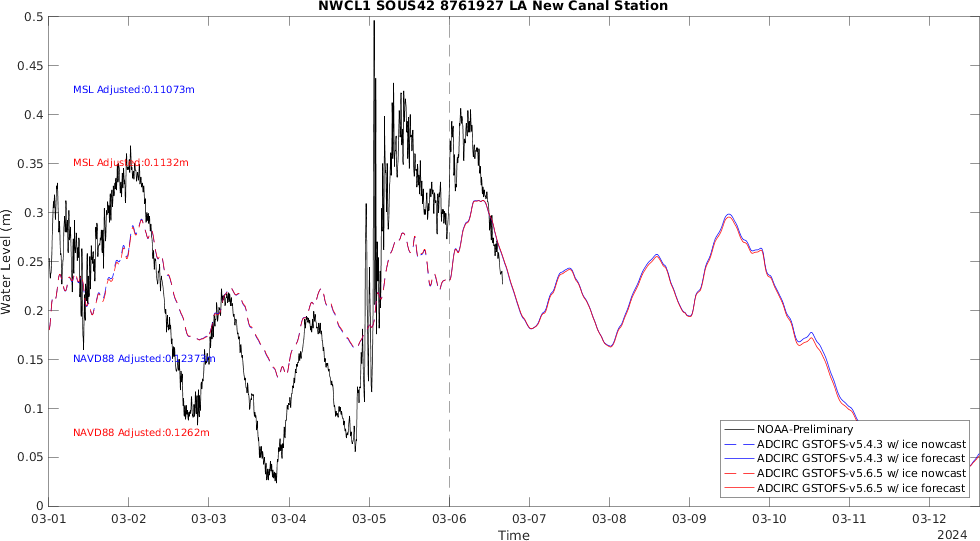 NWCL1 SOUS42 8761927 LA New Canal Station
Water Level (m)
0.5
0.45
0.4
0.35
0.3
0.25
0.2
0.15
0.1
0.05
0
MSL Adjusted:0.11073m
MSL Adjusted:0.1132m
NAVD88 Adjusted:0.12373m
NAVD88 Adjusted:0.1262m
NOAA-Preliminary
ADCIRC GSTOFS-v5.4.3 w/ ice nowcast
ADCIRC GSTOFS-v5.4.3 w/ ice forecast
ADCIRC GSTOFS-v5.6.5 w/ ice nowcast
ADCIRC GSTOFS-v5.6.5 w/ ice forecast
03-01 03-02 03-03 03-04 03-05 03-06 03-07 03-08 03-09 03-10 03-11 03-12
Time
2024